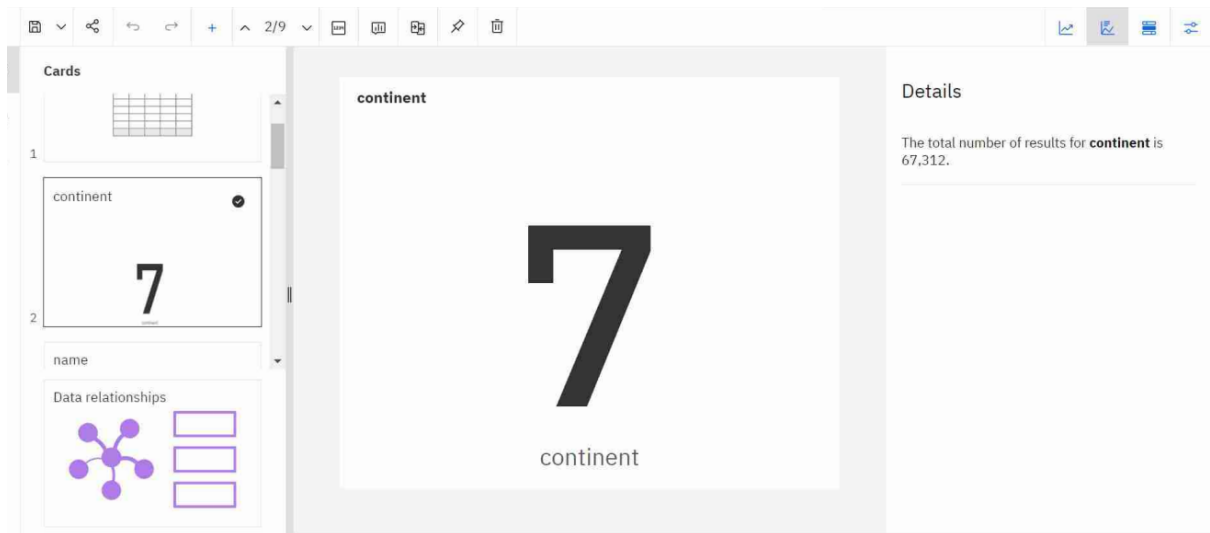 2/9
Cards
1
continent
7
continent
2
name
Data relationships
continent
7
continent
Details
The total number of results for continent is
67,312.